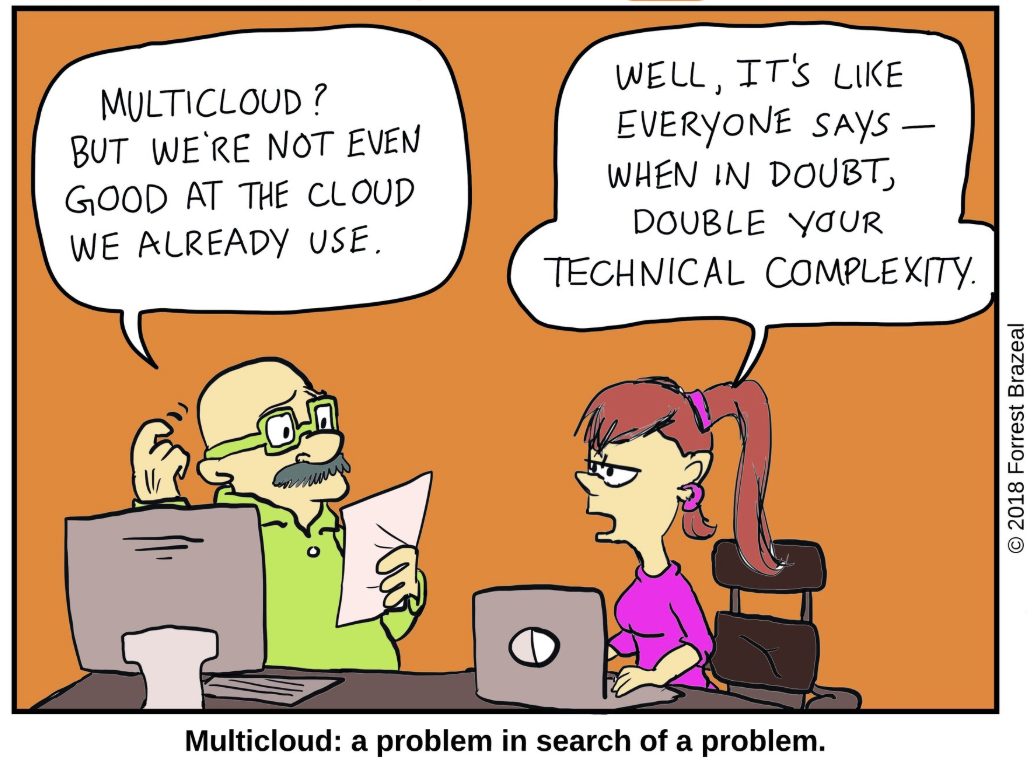 MULTICLOUD?
BUT WE'RE NOT EVEN
GOOD AT THE CLOUD
WE ALREADY USE.
WELL, IT'S LIKE
EVERYONE SAYS —
WHEN IN DOUBT,
DOUBLE YOUR
TECHNICAL COMPLEXITY.
© 2018 Forrest Brazeal
Multicloud: a problem in search of a problem.